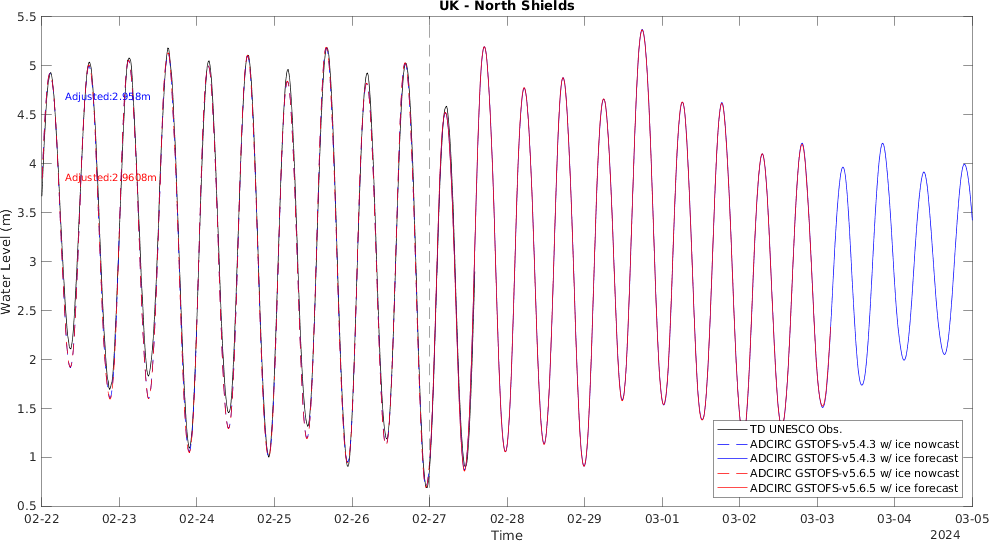 UK - North Shields
5.5
5
4.5
4
3.5
3
2.5
2
1.5
1
0.5
Water Level (m)
Adjusted:2.958m
Adjusted:2.9608m
TD UNESCO Obs.
ADCIRC GSTOFS-v5.4.3 w/ ice nowcast
ADCIRC GSTOFS-v5.4.3 w/ ice forecast
ADCIRC GSTOFS-v5.6.5 w/ ice nowcast
ADCIRC GSTOFS-v5.6.5 w/ ice forecast
02-22 02-23 02-24 02-25 02-26 02-27 02-28 02-29 03-01 03-02 03-03 03-04 03-05
Time
2024